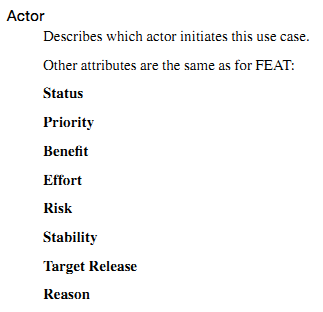 Actor
Describes which actor initiates this use case.
Other attributes are the same as for FEAT:
Status
Priority
Benefit
Effort
Risk
Stability
Target Release
Reason